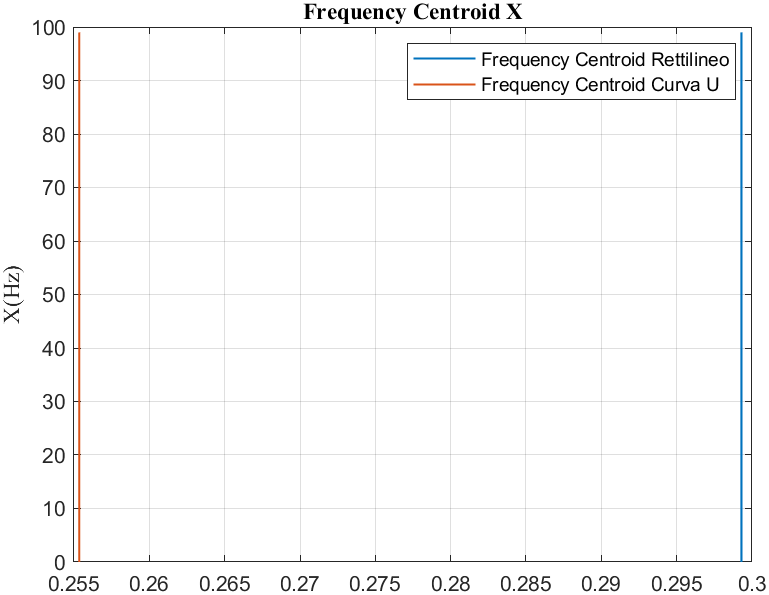 Frequency Centroid X
Frequency Centroid Rettilineo
Frequency Centroid Curva U
X(Hz)
100
90
80
70
60
50
40
30
20
10
0
0.255 0.26 0.265 0.27 0.275 0.28 0.285 0.29 0.295 0.3